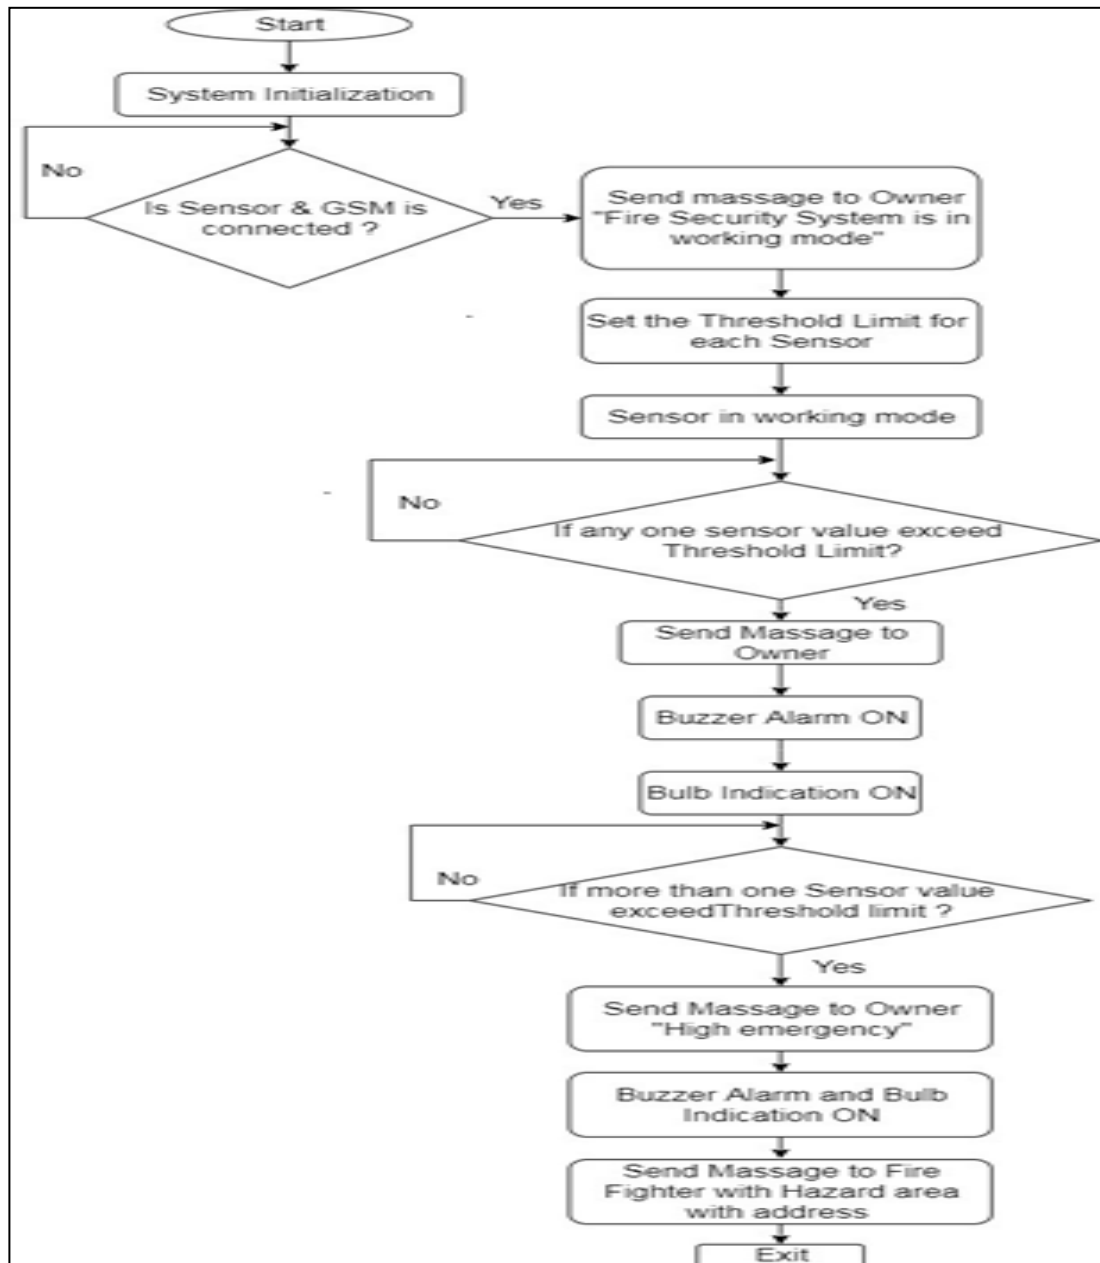 Start
System Initialization
No
Is Sensor & GSM is
connected ?
Yes
Send massage to Owner
"Fire Security System is in
working mode"
Set the Threshold Limit for
each Sensor
Sensor in working mode
No
If any one sensor value exceed
Threshold Limit?
Yes
Send Massage to
Owner
Buzzer Alarm ON
Bulb Indication ON
No
If more than one Sensor value
exceedThreshold limit ?
Yes
Send Massage to Owner
"High emergency"
Buzzer Alarm and Bulb
Indication ON
Send Massage to Fire
Fighter with Hazard area
with address
Exit